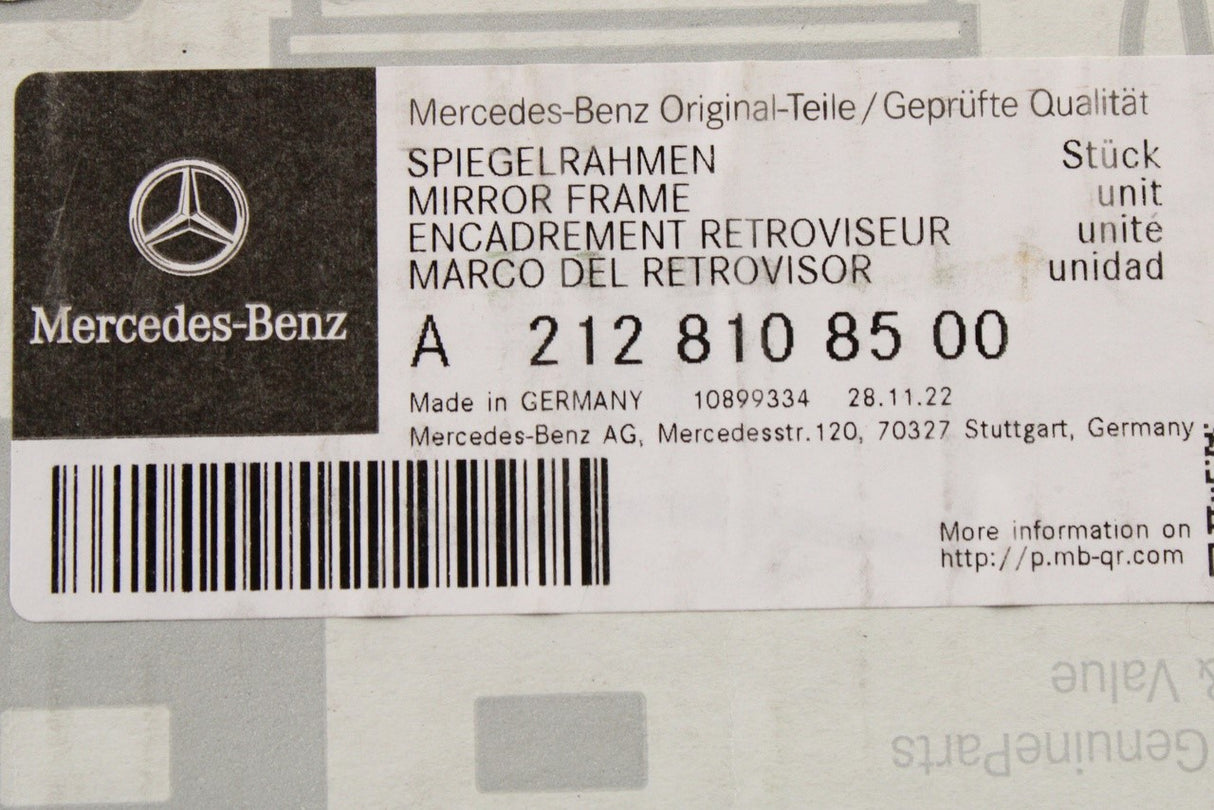 Mercedes-Benz
Mercedes-Benz Original-Teile/Geprüfte Qualität
SPIEGELRAHMEN Stück
MIRROR FRAME unit
ENCADREMENT RETROVISEUR unité
MARCO DEL RETROVISOR unidad
A 212 810 85 00
Made in GERMANY 10899334 28.11.22
Mercedes-Benz AG, Mercedesstr.120, 70327 Stuttgart, Germany
More information on
http://p.mb-qr.com
GenuineParts
& Value